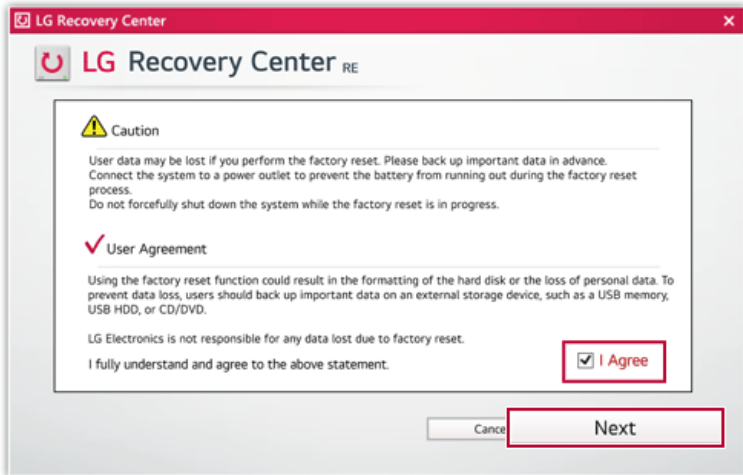 LG Recovery Center
LG Recovery Center RE
Caution
User data may be lost if you perform the factory reset. Please back up important data in advance.
Connect the system to a power outlet to prevent the battery from running out during the factory reset
process.
Do not forcefully shut down the system while the factory reset is in progress.
User Agreement
Using the factory reset function could result in the formatting of the hard disk or the loss of personal data. To
prevent data loss, users should back up important data on an external storage device, such as a USB memory,
USB HDD, or CD/DVD.
LG Electronics is not responsible for any data lost due to factory reset.
I fully understand and agree to the above statement.
I Agree
Cance
Next